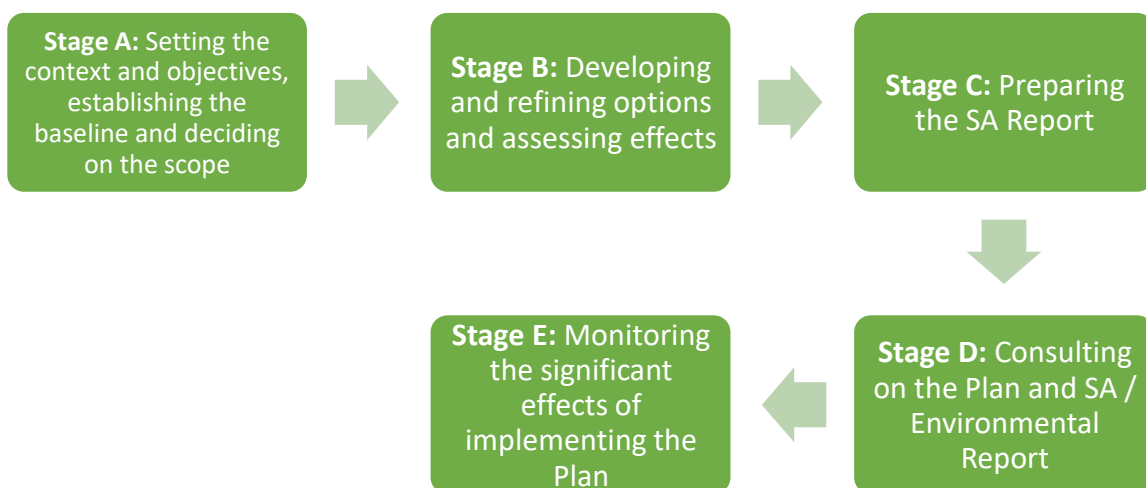 Stage A: Setting the
context and objectives,
establishing the
baseline and deciding
on the scope
Stage B: Developing
and refining options
and assessing effects
Stage C: Preparing
the SA Report
Stage D: Consulting
on the Plan and SA /
Environmental
Report
Stage E: Monitoring
the significant
effects of
implementing the
Plan